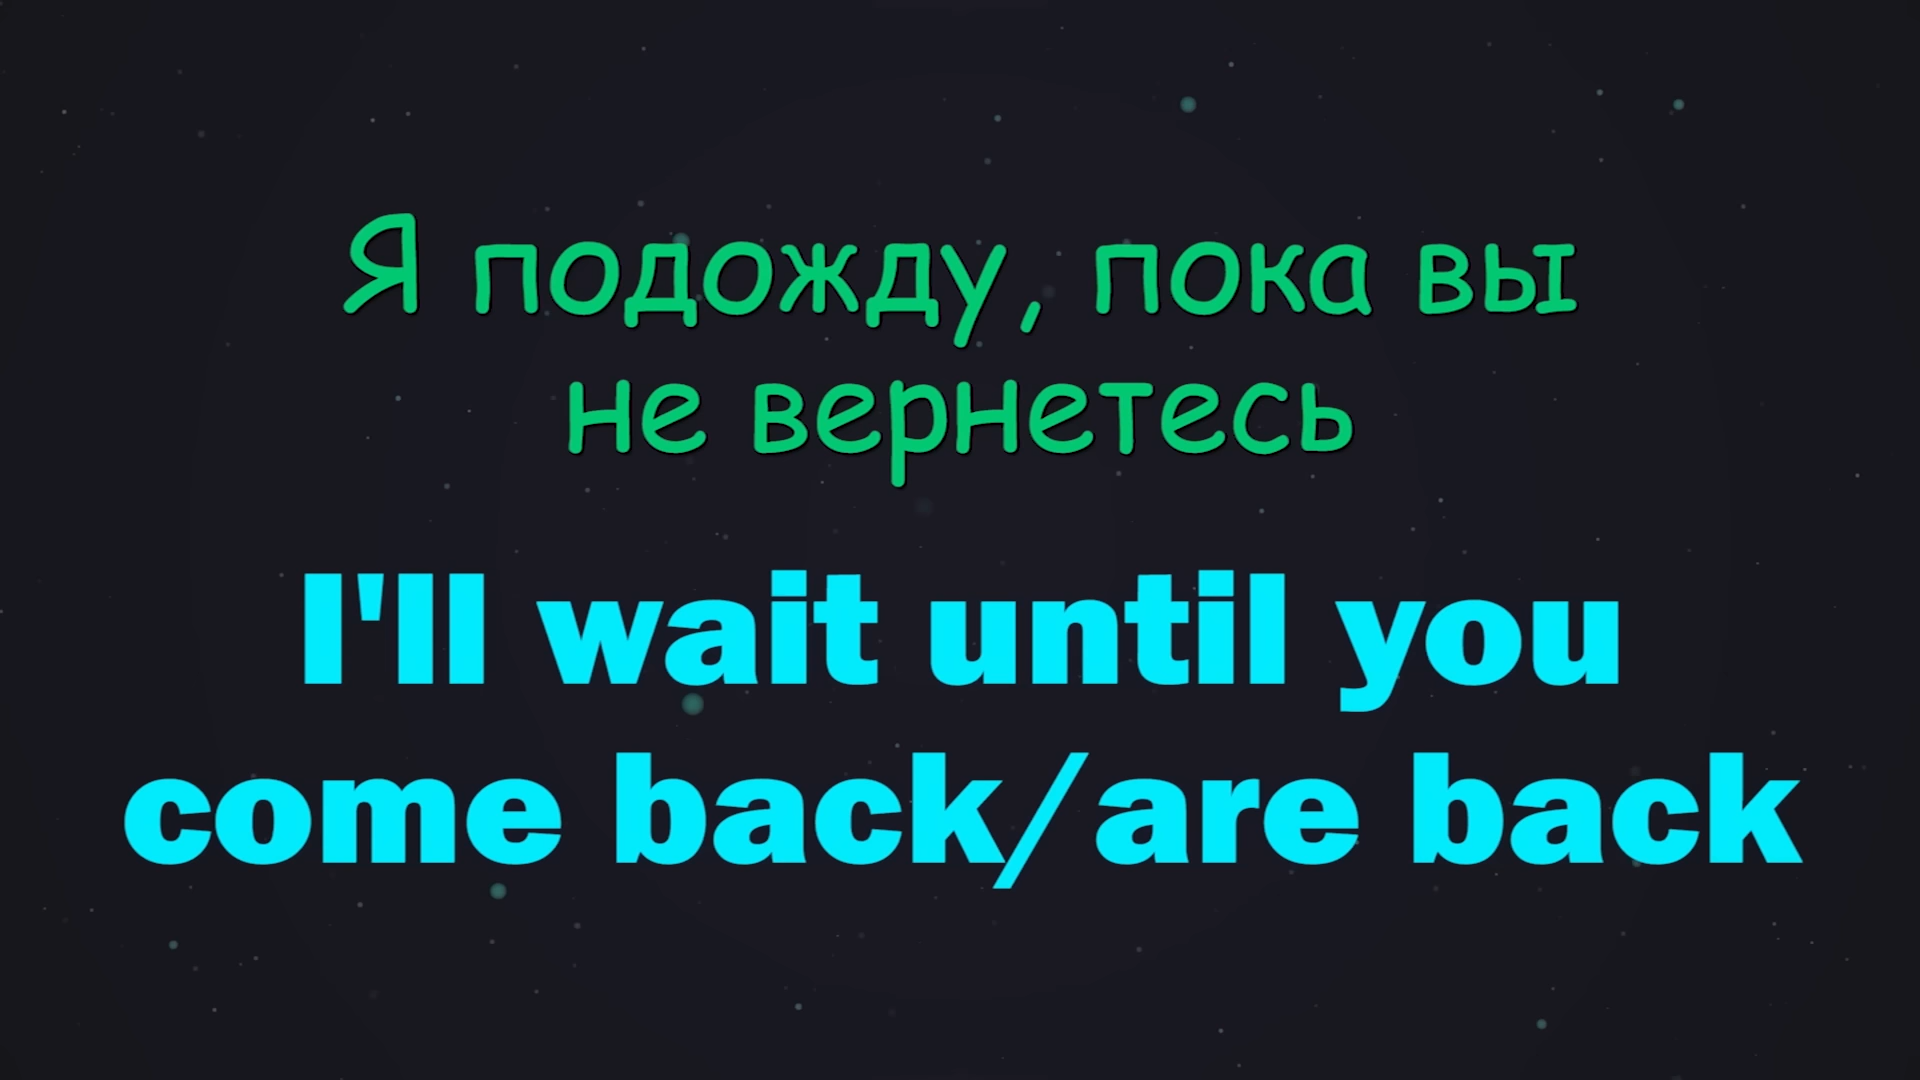 Я подожду, пока вы
не вернетесь
I'll wait until you
come back/are back